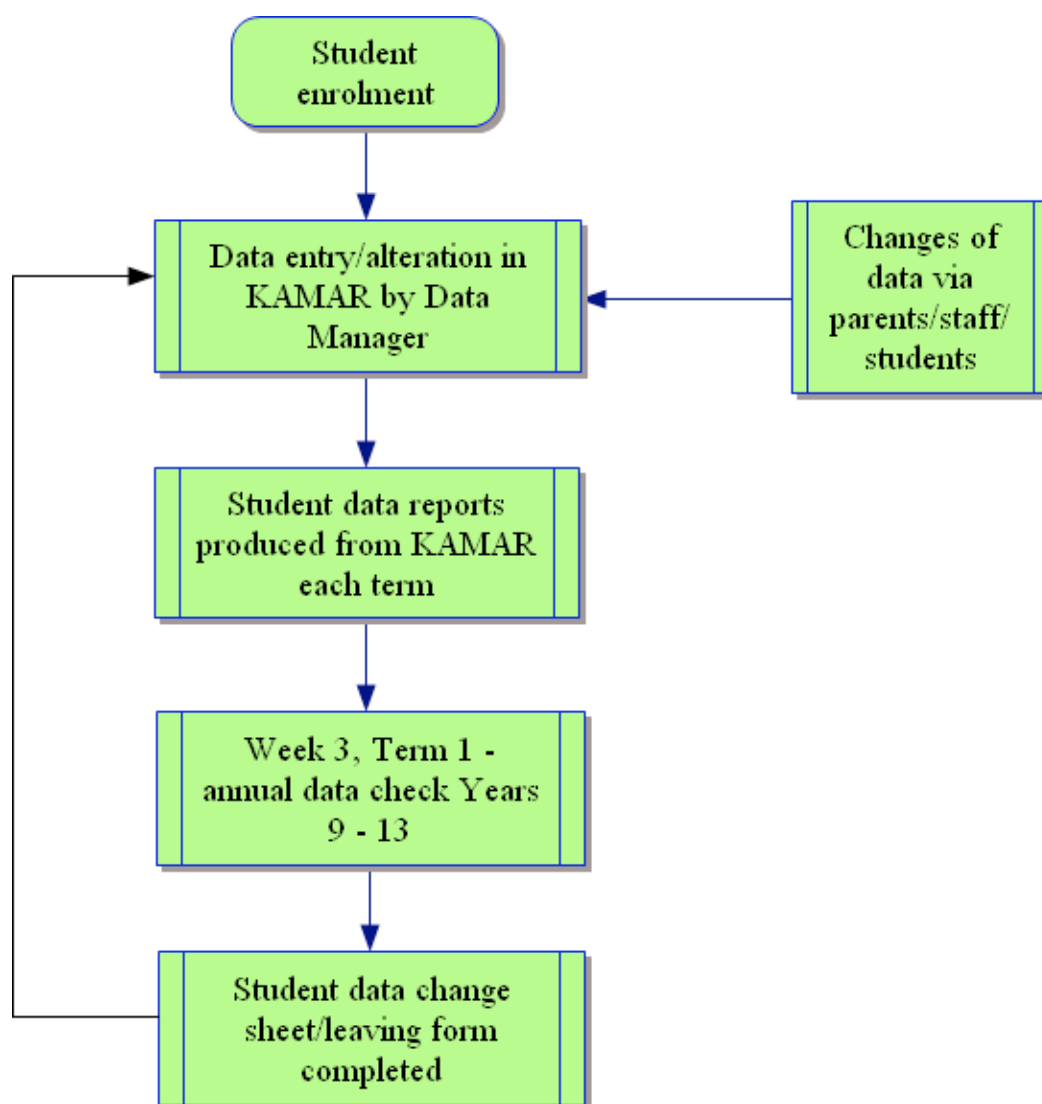 Student
enrolment
Data entry/alteration in
KAMAR by Data
Manager
Changes of
data via
parents/staff/
students
Student data reports
produced from KAMAR
each term
Week 3, Term 1 -
annual data check Years
9 - 13
Student data change
sheet/leaving form
completed